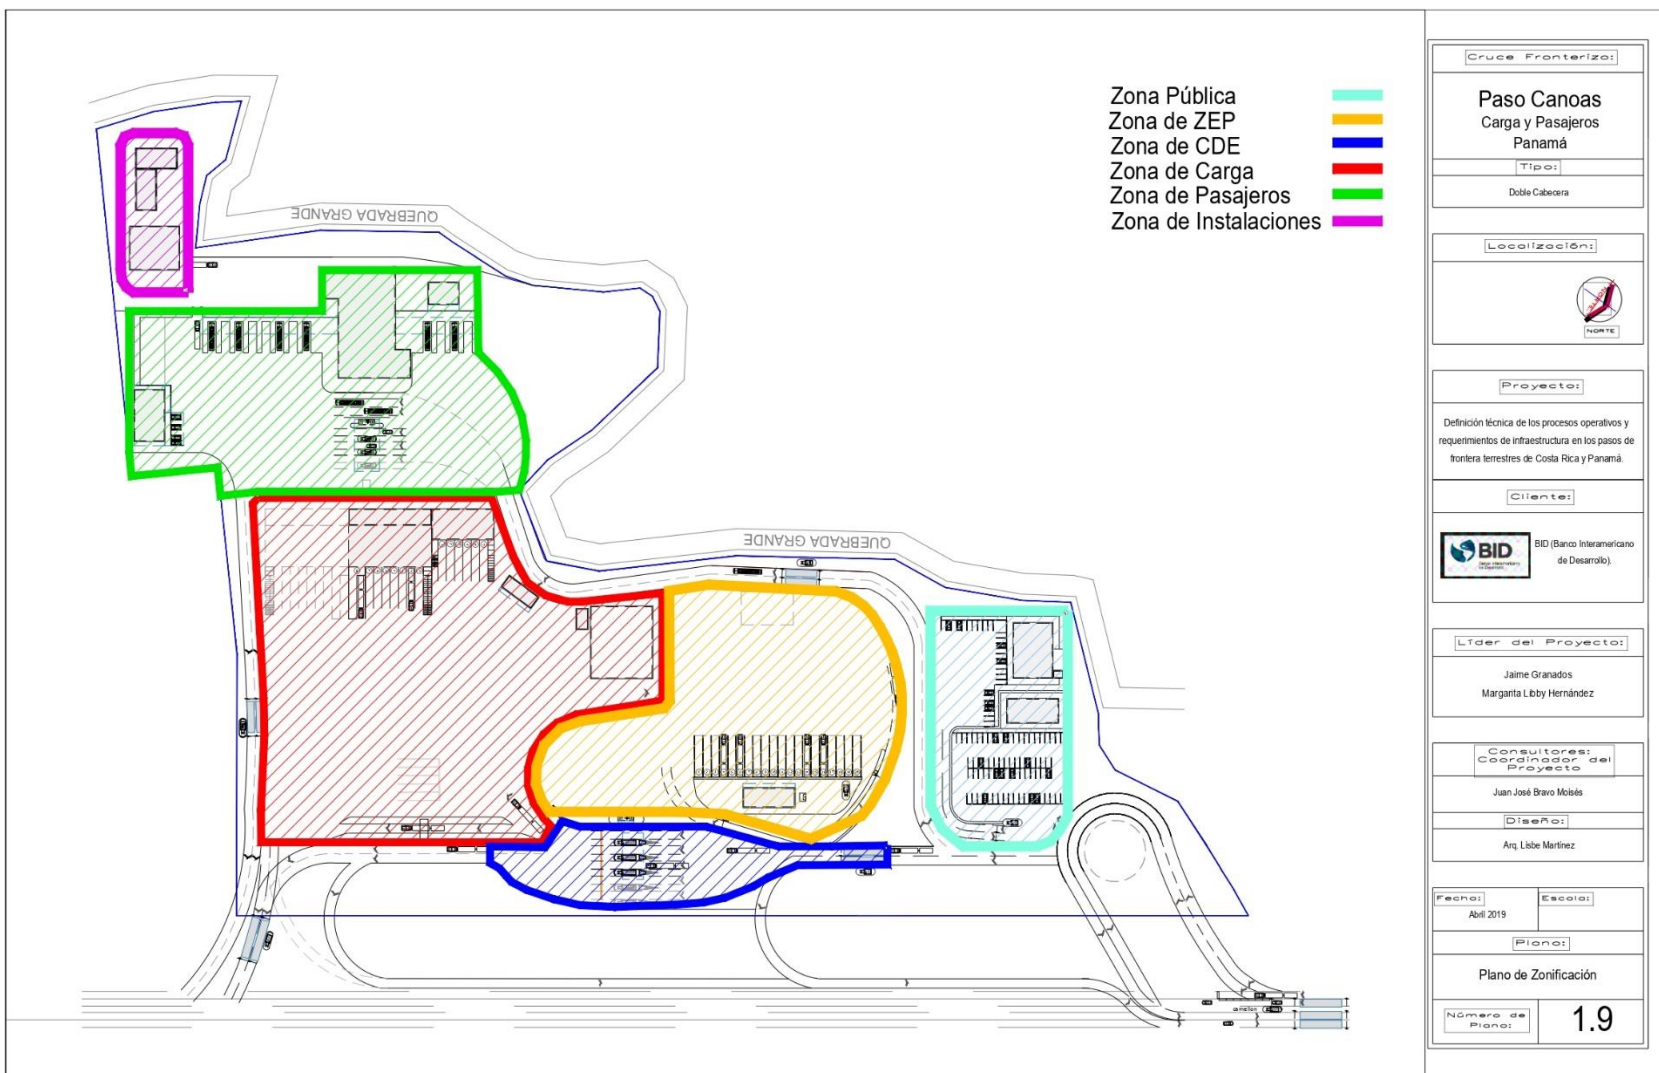 Zona Pública
Zona de ZEP
Zona de CDE
Zona de Carga
Zona de Pasajeros
Zona de Instalaciones
QUEBRADA GRANDE
QUEBRADA GRANDE
camelion
Cruce Fronterizo:
Paso Canoas
Carga y Pasajeros
Panamá
Tipo:
Doble Cabecera
Localización:
NORTE
Proyecto:
Definición técnica de los procesos operativos y
requerimientos de infraestructura en los pasos de
frontera terrestres de Costa Rica y Panamá.
Cliente:
BID
BID (Banco Interamericano
de Desarrollo).
Líder del Proyecto:
Jaime Granados
Margarita Libby Hernández
Consultores:
Coordinador del
Proyecto
Juan José Bravo Moisés
Diseño:
Arq. Lisbe Martínez
Fecha:
Abril 2019
Escala:
Plano:
Plano de Zonificación
Número de
Plano:
1.9